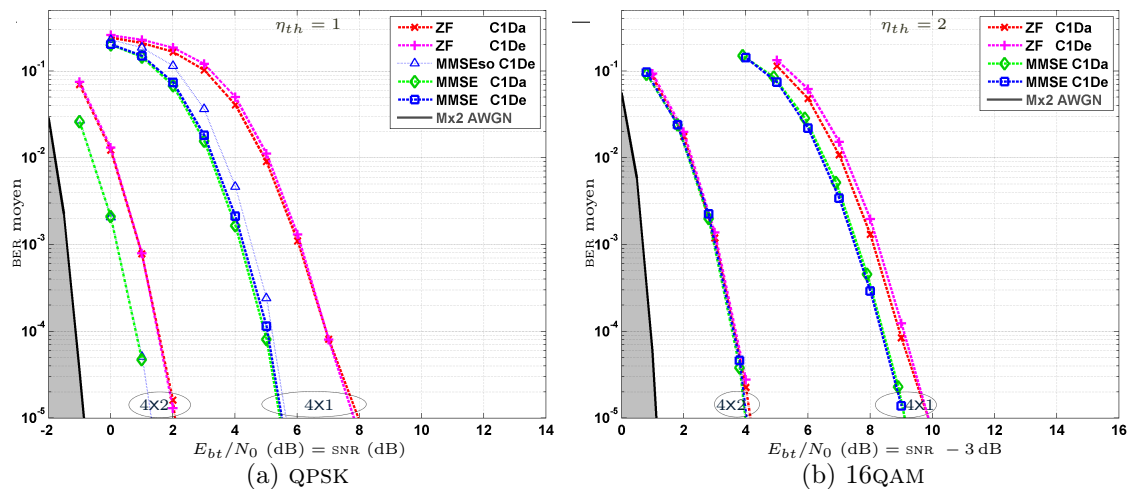 η_th = 1
ZF C1Da
ZF C1De
MMSEso C1De
MMSE C1Da
MMSE C1De
Mx2 AWGN
BER moyen
10^-1
10^-2
10^-3
10^-4
10^-5
4x2
4x1
-2 0 2 4 6 8 10 12 14
E_bt/N_0 (dB) = SNR (dB)
(a) QPSK
η_th = 2
ZF C1Da
ZF C1De
MMSE C1Da
MMSE C1De
Mx2 AWGN
BER moyen
10^-1
10^-2
10^-3
10^-4
10^-5
4x2
4x1
0 2 4 6 8 10 12 14 16
E_bt/N_0 (dB) = SNR − 3 dB
(b) 16QAM